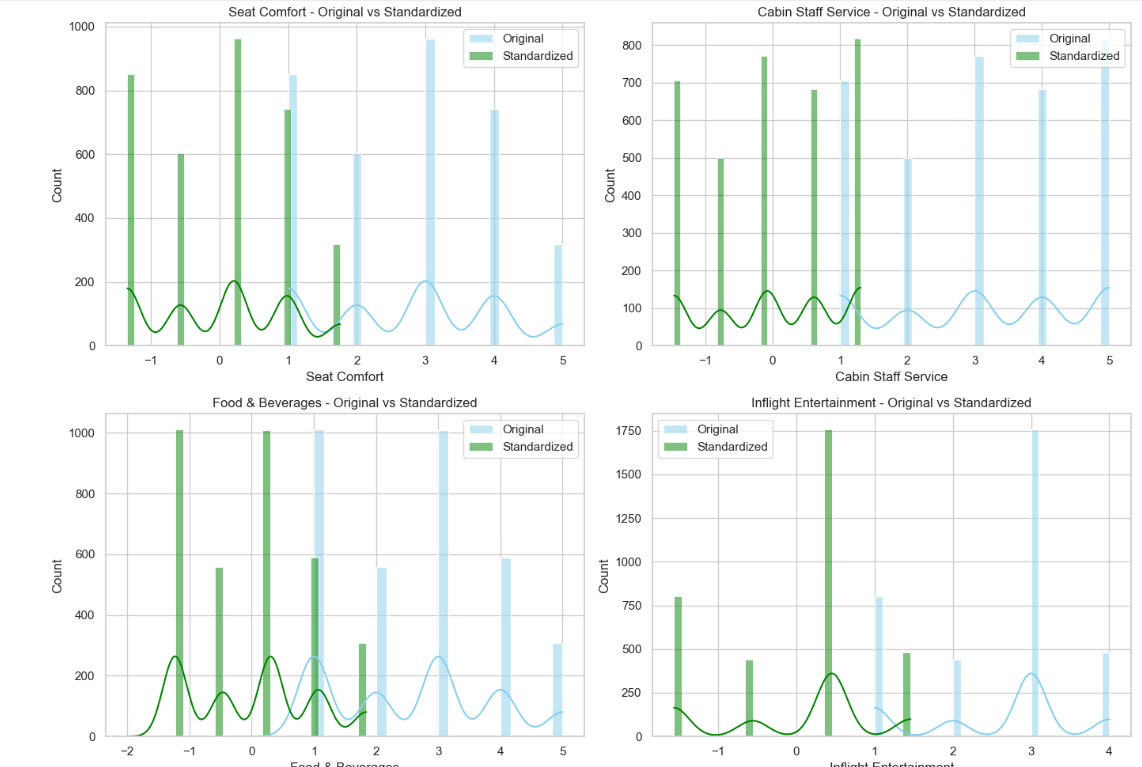 Seat Comfort - Original vs Standardized
1000
800
600
400
200
0
Count
Original
Standardized
−1 0 1 2 3 4 5
Seat Comfort
Cabin Staff Service - Original vs Standardized
800
700
600
500
400
300
200
100
0
Count
Original
Standardized
−1 0 1 2 3 4 5
Cabin Staff Service
Food & Beverages - Original vs Standardized
1000
800
600
400
200
0
Count
Original
Standardized
−2 −1 0 1 2 3 4 5
Food & Beverages
Inflight Entertainment - Original vs Standardized
1750
1500
1250
1000
750
500
250
0
Count
Original
Standardized
−1 0 1 2 3 4
Inflight Entertainment